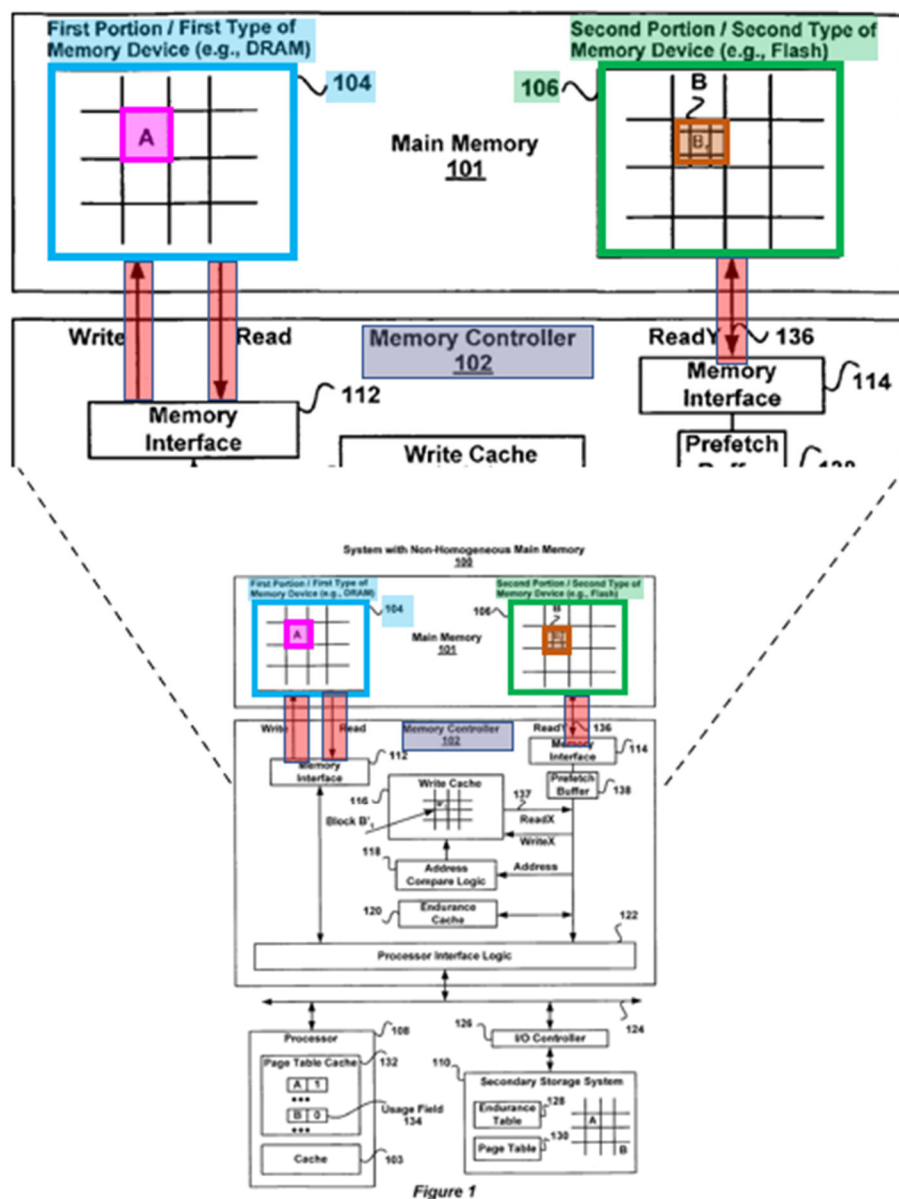 First Portion / First Type of
Memory Device (e.g., DRAM)
104
A
Main Memory
101
Second Portion / Second Type of
Memory Device (e.g., Flash)
106
B
Write
Read
Memory Controller
102
ReadY
136
Memory
Interface
112
Memory
Interface
114
Write Cache
Prefetch
System with Non-Homogeneous Main Memory
100
First Portion / First Type of
Memory Device (e.g., DRAM)
104
A
Main Memory
101
Second Portion / Second Type of
Memory Device (e.g., Flash)
106
B
Write
Read
Memory Controller
102
ReadY
136
Memory
Interface
112
Memory
Interface
114
Prefetch
Buffer
138
Write Cache
116
Block B'1
137
ReadX
WriteX
118
Address
Compare Logic
Address
120
Endurance
Cache
122
Processor Interface Logic
124
Processor
108
Page Table Cache
132
A 1
•••
B 0
•••
Usage Field
134
Cache
103
126
I/O Controller
110
Secondary Storage System
Endurance
Table
128
Page Table
130
A
B
Figure 1